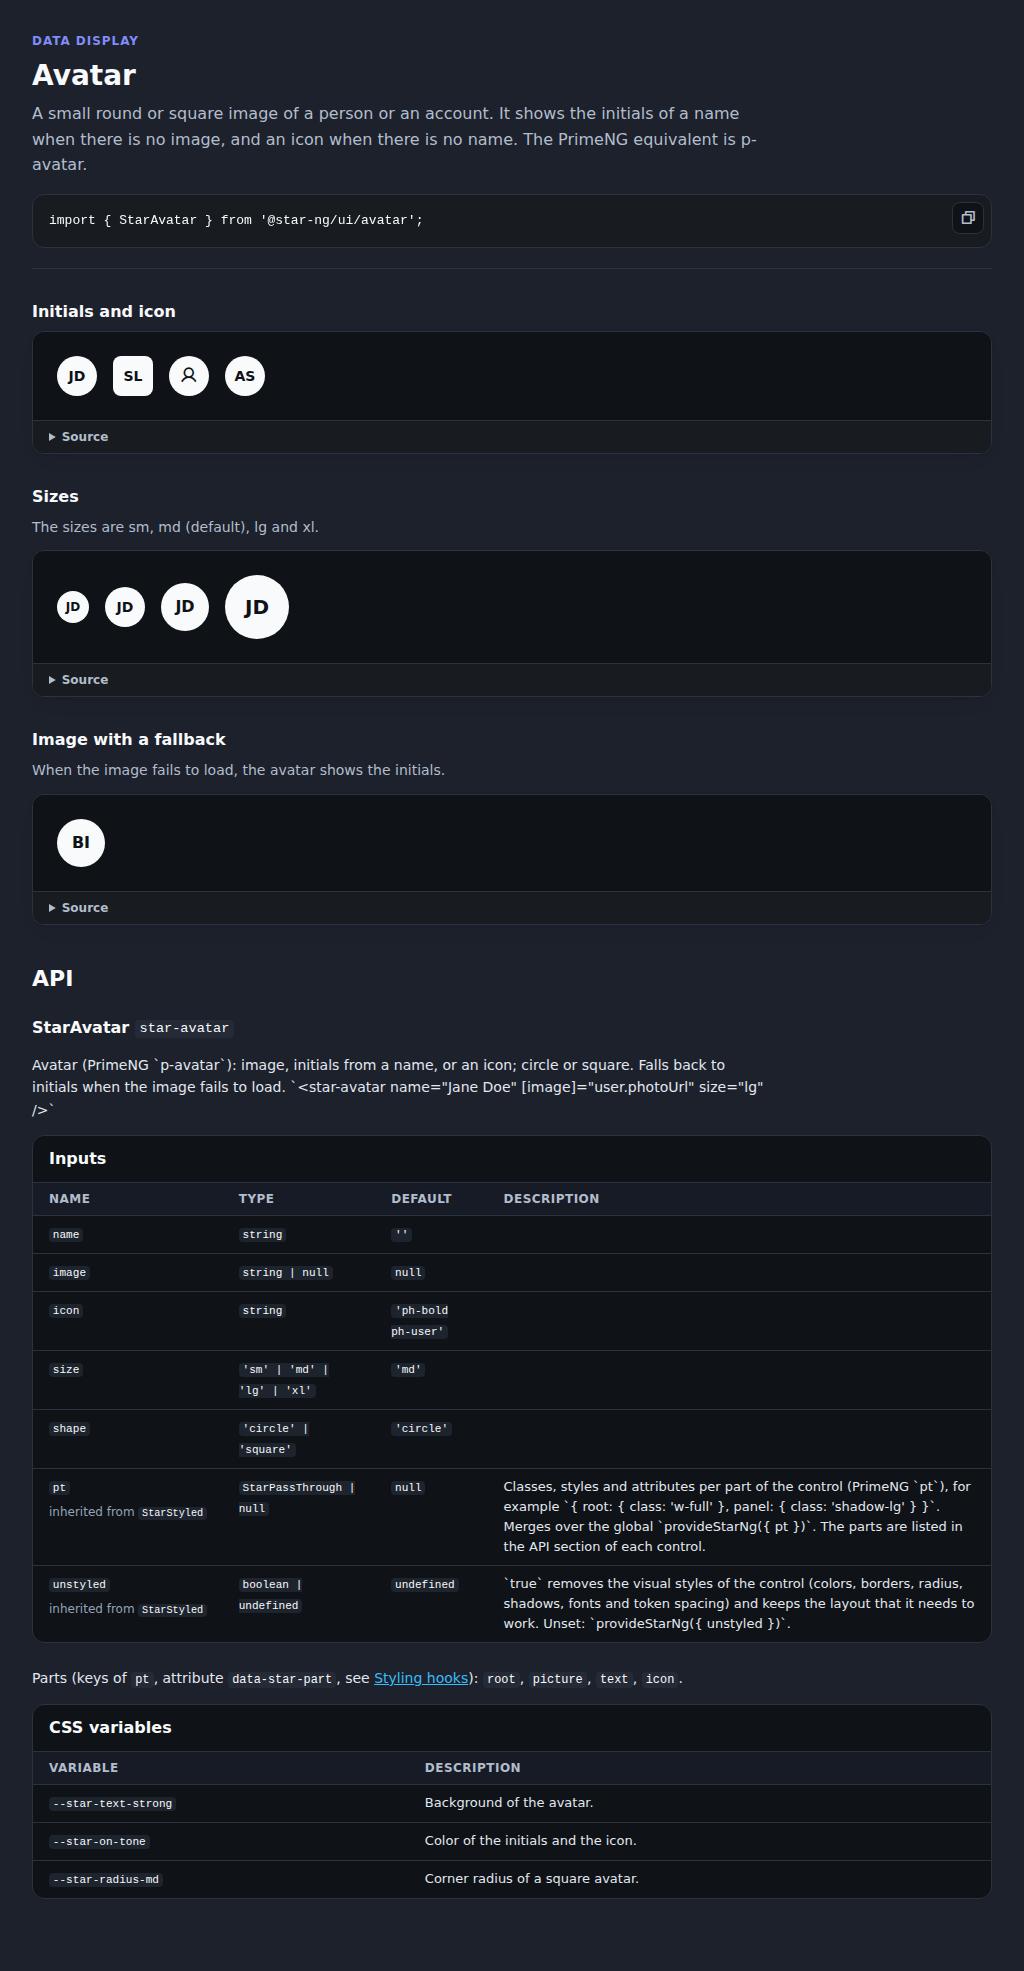 DATA DISPLAY
Avatar
A small round or square image of a person or an account. It shows the initials of a name
when there is no image, and an icon when there is no name. The PrimeNG equivalent is p-
avatar.
import { StarAvatar } from '@star-ng/ui/avatar';
Initials and icon
JD SL AS
Source
Sizes
The sizes are sm, md (default), lg and xl.
JD JD JD JD
Source
Image with a fallback
When the image fails to load, the avatar shows the initials.
BI
Source
API
StarAvatar star-avatar
Avatar (PrimeNG `p-avatar`): image, initials from a name, or an icon; circle or square. Falls back to
initials when the image fails to load. `<star-avatar name="Jane Doe" [image]="user.photoUrl" size="lg"
/>`
Inputs
NAME TYPE DEFAULT DESCRIPTION
name string ''
image string | null null
icon string 'ph-bold
ph-user'
size 'sm' | 'md' | 'md'
'lg' | 'xl'
shape 'circle' | 'circle'
'square'
pt StarPassThrough | null Classes, styles and attributes per part of the control (PrimeNG `pt`), for
null example `{ root: { class: 'w-full' }, panel: { class: 'shadow-lg' } }`.
inherited from StarStyled Merges over the global `provideStarNg({ pt })`. The parts are listed in
the API section of each control.
unstyled boolean | undefined `true` removes the visual styles of the control (colors, borders, radius,
undefined shadows, fonts and token spacing) and keeps the layout that it needs to
inherited from StarStyled work. Unset: `provideStarNg({ unstyled })`.
Parts (keys of pt, attribute data-star-part, see Styling hooks): root, picture, text, icon.
CSS variables
VARIABLE DESCRIPTION
--star-text-strong Background of the avatar.
--star-on-tone Color of the initials and the icon.
--star-radius-md Corner radius of a square avatar.